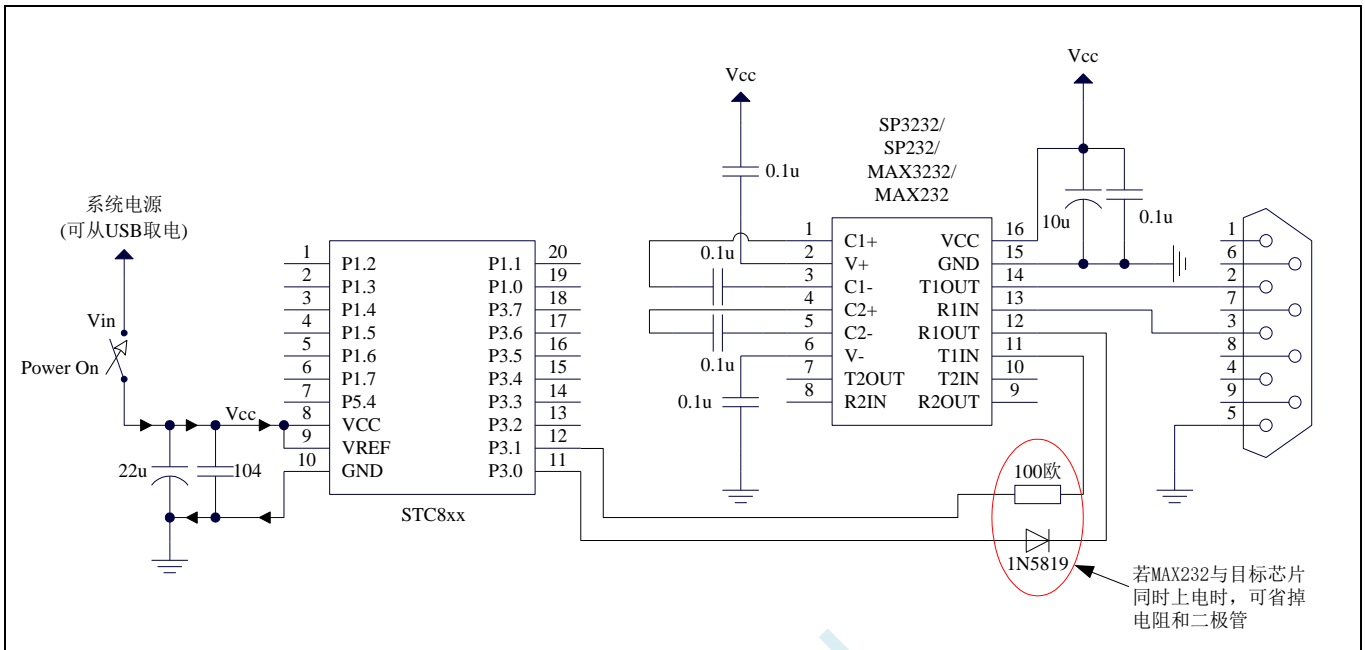 Vcc
Vcc
SP3232/
SP232/
MAX3232/
MAX232
0.1u
10u
0.1u
系统电源
(可从USB取电)
Vin
Power On
Vcc
22u
104
1 P1.2
2 P1.3
3 P1.4
4 P1.5
5 P1.6
6 P1.7
7 P5.4
8 VCC
9 VREF
10 GND
P1.1 20
P1.0 19
P3.7 18
P3.6 17
P3.5 16
P3.4 15
P3.3 14
P3.2 13
P3.1 12
P3.0 11
STC8xx
0.1u
0.1u
0.1u
1 C1+
2 V+
3 C1-
4 C2+
5 C2-
6 V-
7 T2OUT
8 R2IN
VCC 16
GND 15
T1OUT 14
R1IN 13
R1OUT 12
T1IN 11
T2IN 10
R2OUT 9
1
6
2
7
3
8
4
9
5
100欧
1N5819
若MAX232与目标芯片
同时上电时，可省掉
电阻和二极管